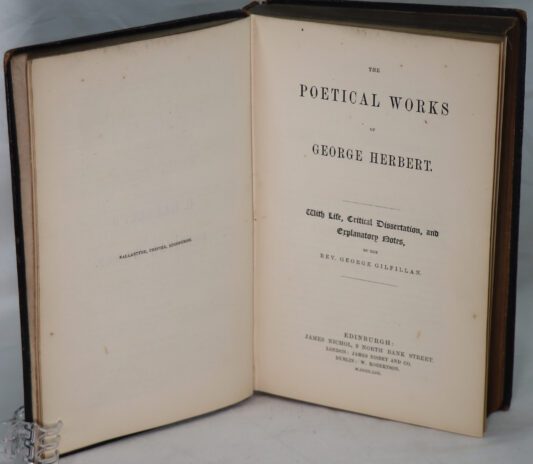 BALLANTYNE, PRINTER, EDINBURGH.
THE
POETICAL WORKS
OF
GEORGE HERBERT.
With Life, Critical Dissertation, and
Explanatory Notes,
BY THE
REV. GEORGE GILFILLAN.
EDINBURGH:
JAMES NICHOL, 9 NORTH BANK STREET.
LONDON: JAMES NISBET AND CO.
DUBLIN: W. ROBERTSON.